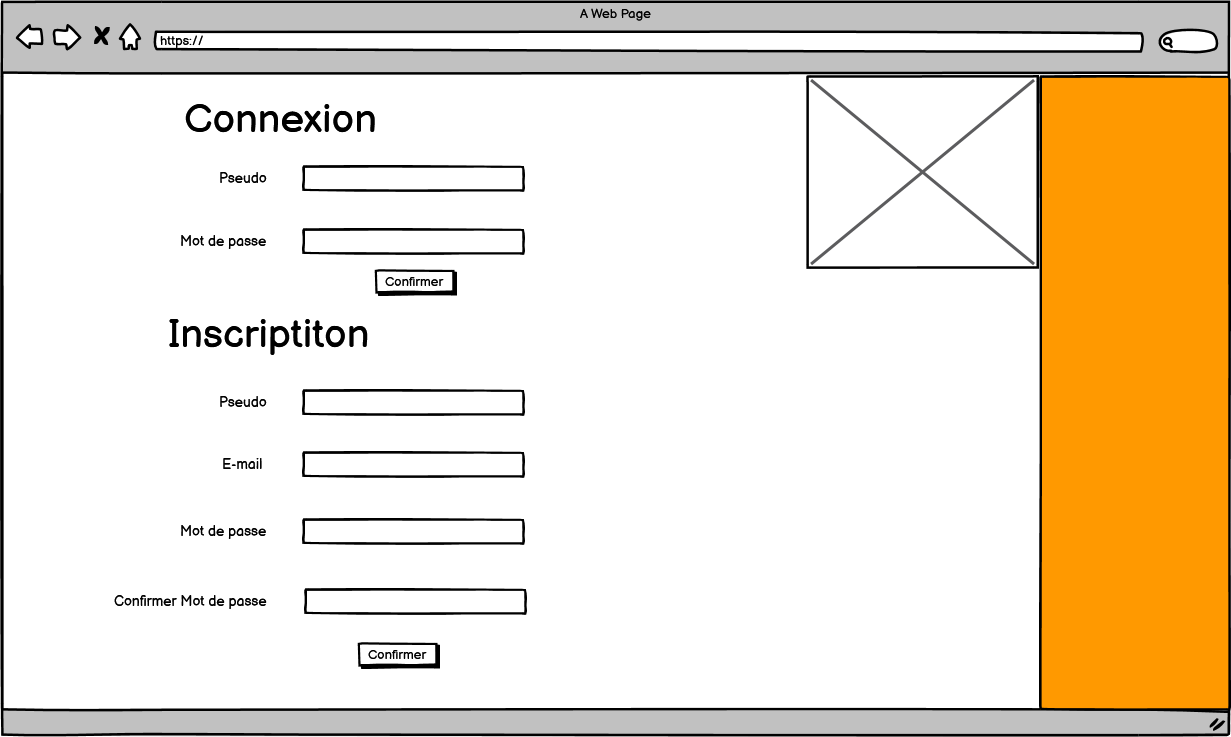 A Web Page
https://
Connexion
Pseudo
Mot de passe
Confirmer
Inscriptiton
Pseudo
E-mail
Mot de passe
Confirmer Mot de passe
Confirmer